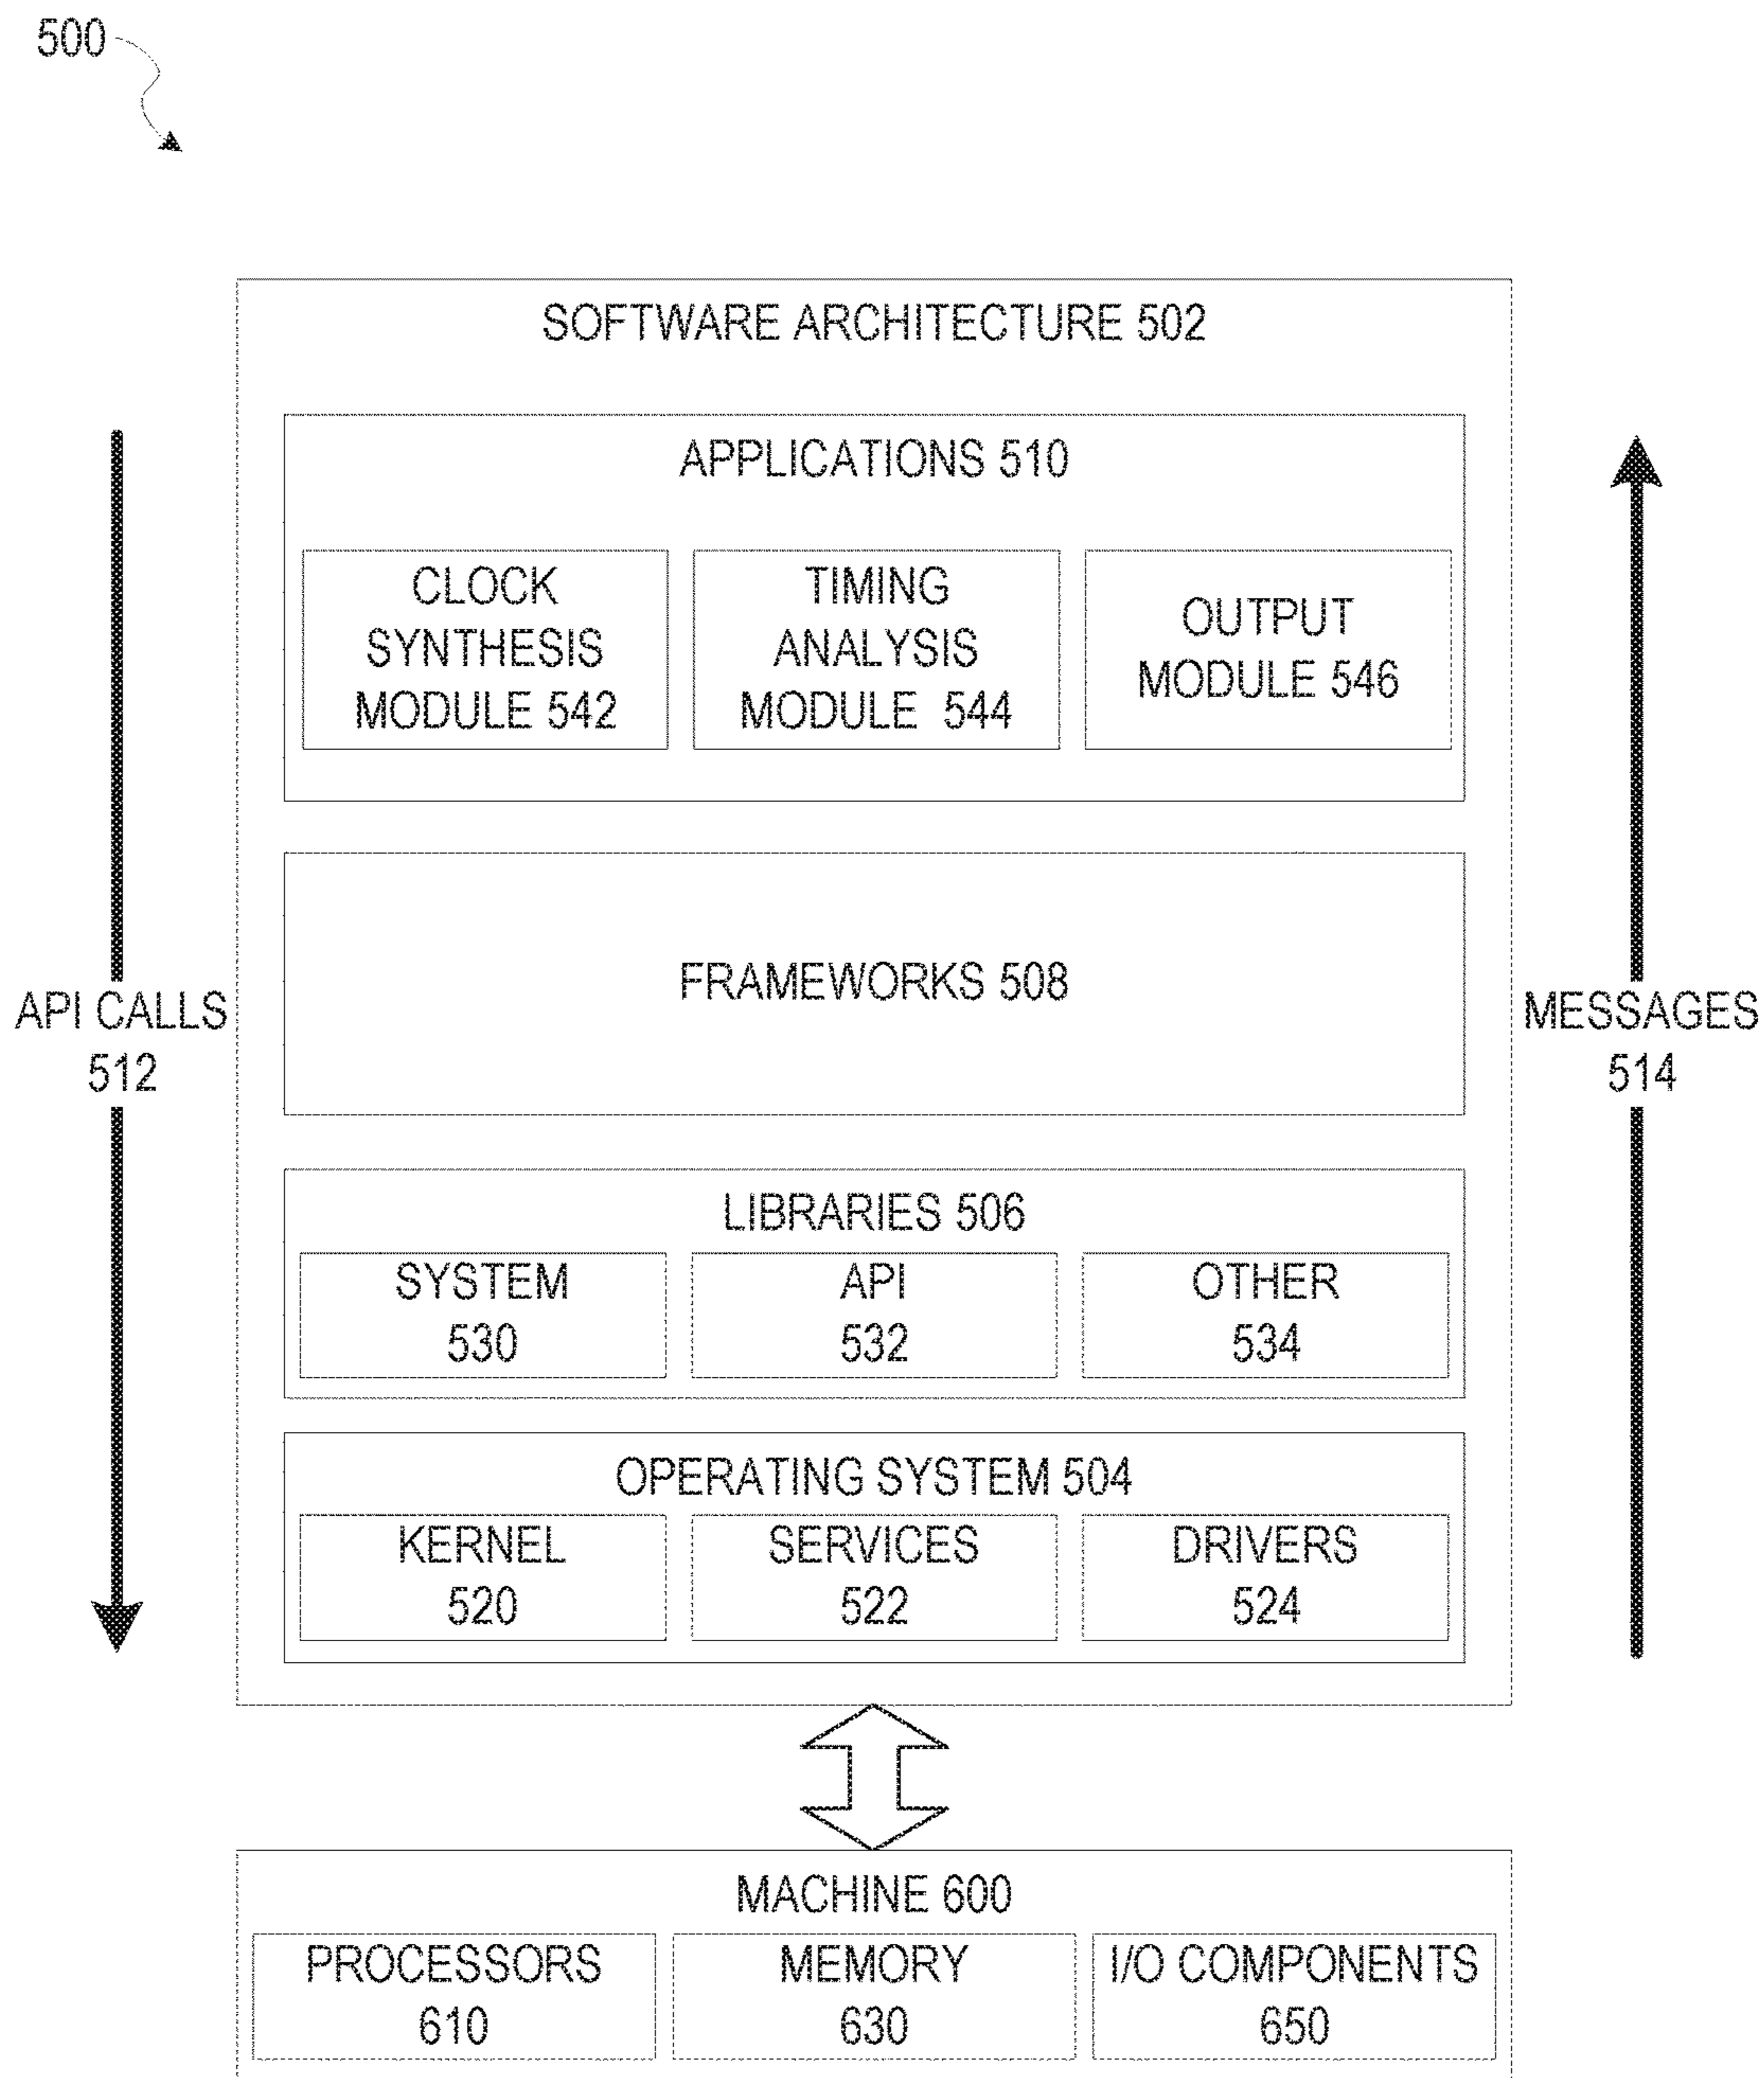 500
SOFTWARE ARCHITECTURE 502
APPLICATIONS 510
CLOCK
SYNTHESIS
MODULE 542
TIMING
ANALYSIS
MODULE 544
OUTPUT
MODULE 546
FRAMEWORKS 508
API CALLS
512
MESSAGES
514
LIBRARIES 506
SYSTEM
530
API
532
OTHER
534
OPERATING SYSTEM 504
KERNEL
520
SERVICES
522
DRIVERS
524
MACHINE 600
PROCESSORS
610
MEMORY
630
I/O COMPONENTS
650